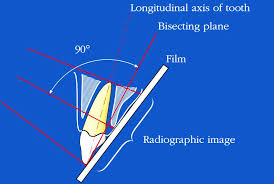 Longitudinal axis of tooth
Bisecting plane
90°
Film
Radiographic image